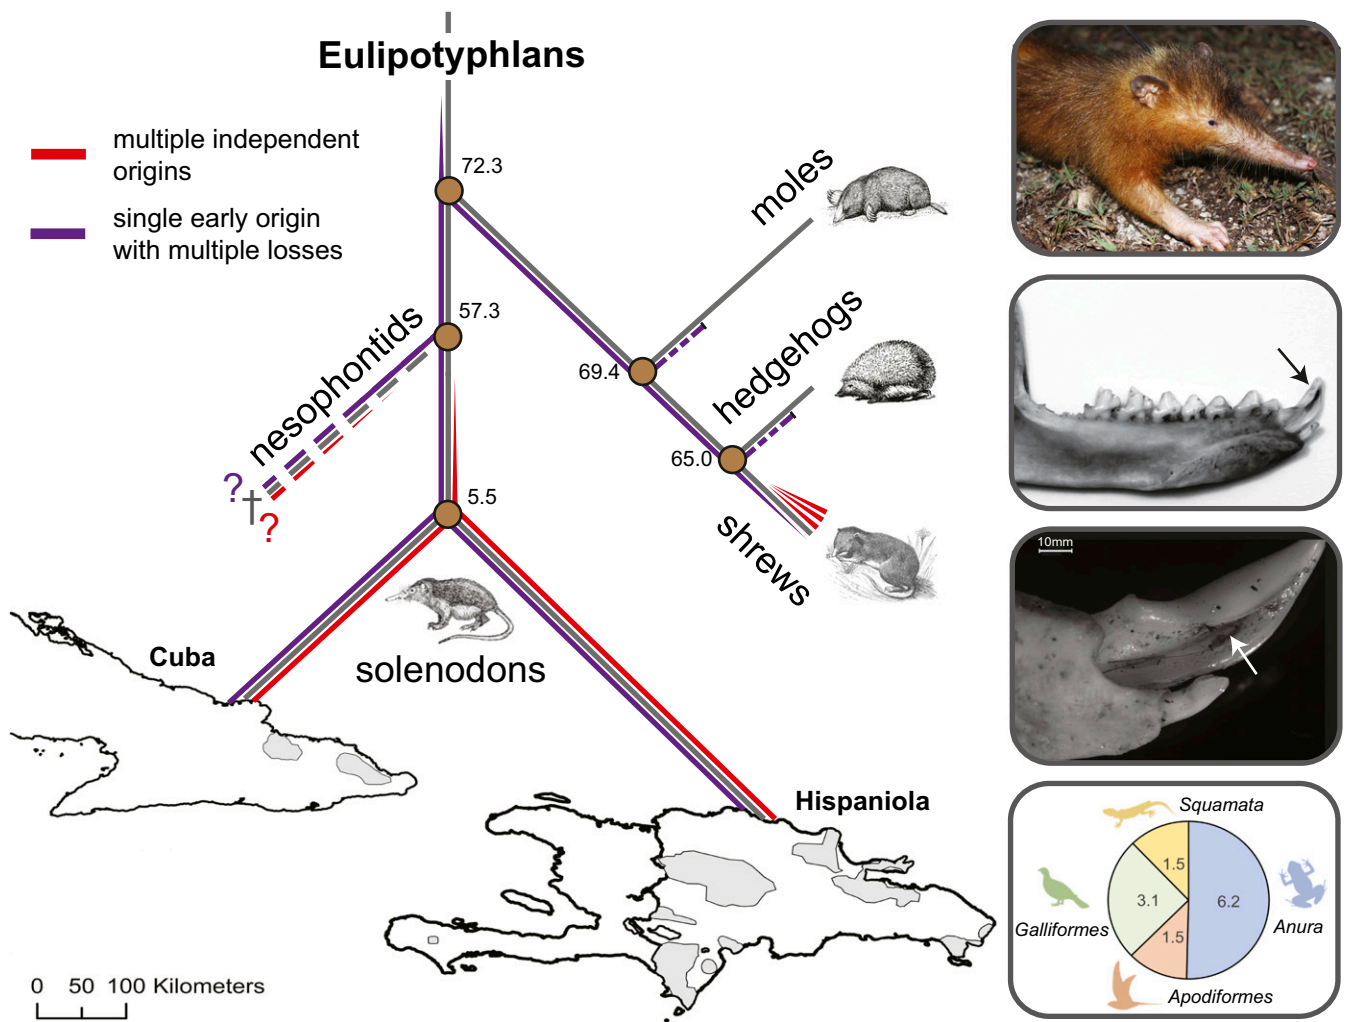 Eulipotyphlans
multiple independent
origins
single early origin
with multiple losses
72.3
57.3
5.5
69.4
65.0
moles
hedgehogs
shrews
nesophontids
?
†
?
solenodons
Cuba
Hispaniola
0 50 100 Kilometers
10mm
Squamata
1.5
3.1
6.2
1.5
Galliformes
Anura
Apodiformes